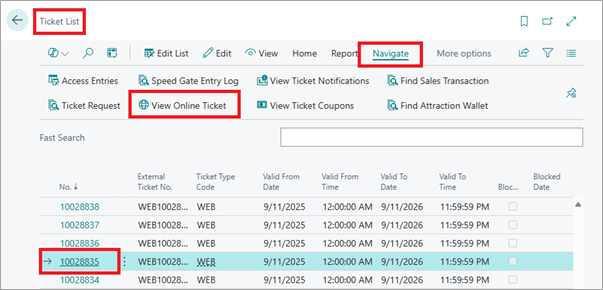 Ticket List
Edit List Edit View Home Report Navigate More options
Access Entries Speed Gate Entry Log View Ticket Notifications Find Sales Transaction
Ticket Request View Online Ticket View Ticket Coupons Find Attraction Wallet
Fast Search
No. ↓ External Ticket No. Ticket Type Code Valid From Date Valid From Time Valid To Date Valid To Time Bloc... Blocked Date
10028838 WEB10028... WEB 9/11/2025 12:00:00 AM 9/11/2026 11:59:59 PM
10028837 WEB10028... WEB 9/11/2025 12:00:00 AM 9/11/2026 11:59:59 PM
10028836 WEB10028... WEB 9/11/2025 12:00:00 AM 9/11/2026 11:59:59 PM
→ 10028835 WEB10028... WEB 9/11/2025 12:00:00 AM 9/11/2026 11:59:59 PM
10028834 WEB10028... WEB 9/11/2025 12:00:00 AM 9/11/2026 11:59:59 PM